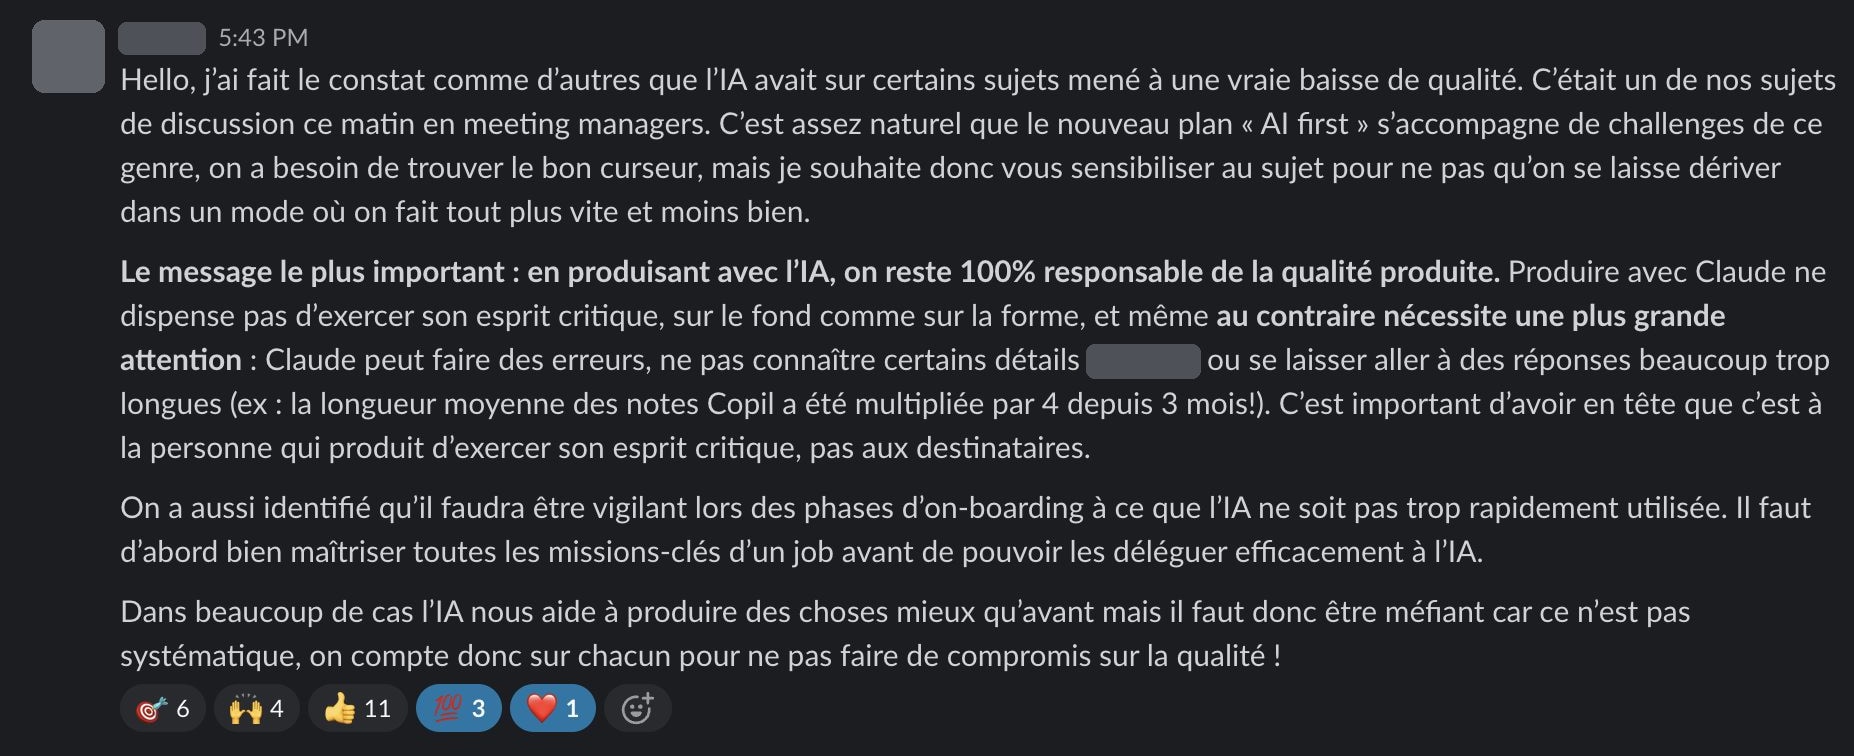 5:43 PM
Hello, j’ai fait le constat comme d’autres que l’IA avait sur certains sujets mené à une vraie baisse de qualité. C’était un de nos sujets
de discussion ce matin en meeting managers. C’est assez naturel que le nouveau plan « AI first » s’accompagne de challenges de ce
genre, on a besoin de trouver le bon curseur, mais je souhaite donc vous sensibiliser au sujet pour ne pas qu’on se laisse dériver
dans un mode où on fait tout plus vite et moins bien.
Le message le plus important : en produisant avec l’IA, on reste 100% responsable de la qualité produite. Produire avec Claude ne
dispense pas d’exercer son esprit critique, sur le fond comme sur la forme, et même au contraire nécessite une plus grande
attention : Claude peut faire des erreurs, ne pas connaître certains détails ou se laisser aller à des réponses beaucoup trop
longues (ex : la longueur moyenne des notes Copil a été multipliée par 4 depuis 3 mois!). C’est important d’avoir en tête que c’est à
la personne qui produit d’exercer son esprit critique, pas aux destinataires.
On a aussi identifié qu’il faudra être vigilant lors des phases d’on-boarding à ce que l’IA ne soit pas trop rapidement utilisée. Il faut
d’abord bien maîtriser toutes les missions-clés d’un job avant de pouvoir les déléguer efficacement à l’IA.
Dans beaucoup de cas l’IA nous aide à produire des choses mieux qu’avant mais il faut donc être méfiant car ce n’est pas
systématique, on compte donc sur chacun pour ne pas faire de compromis sur la qualité !
🎯 6 🙌 4 👍 11 💯 3 ❤️ 1